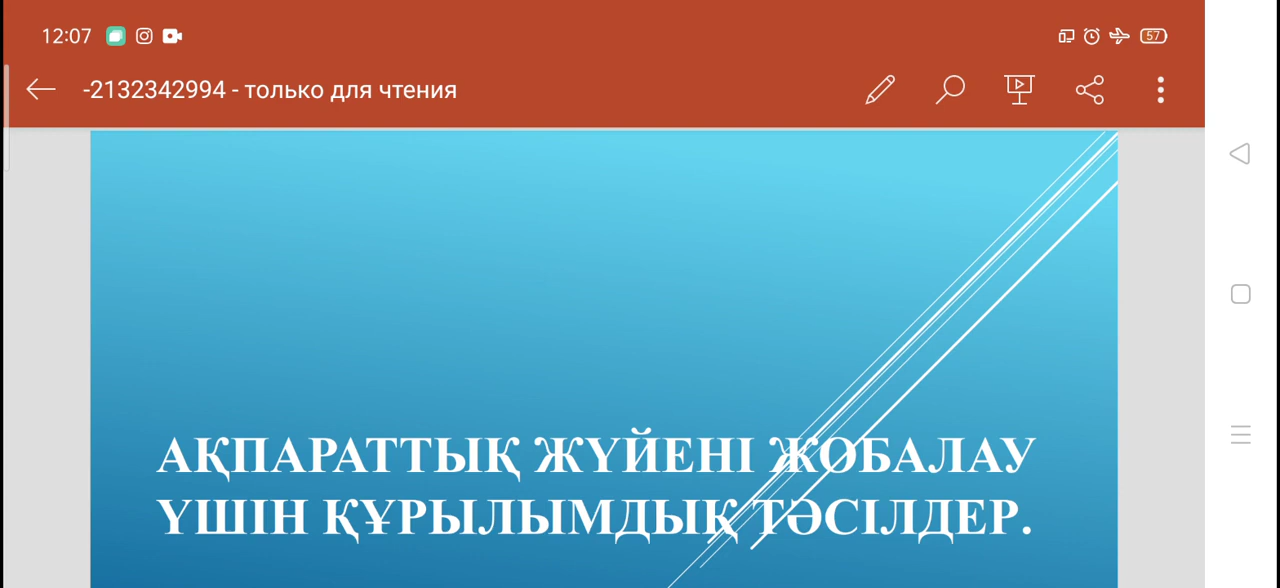 12:07
57
-2132342994 - только для чтения
АҚПАРАТТЫҚ ЖҮЙЕНІ ЖОБАЛАУ
ҮШІН ҚҰРЫЛЫМДЫҚ ТӘСІЛДЕР.